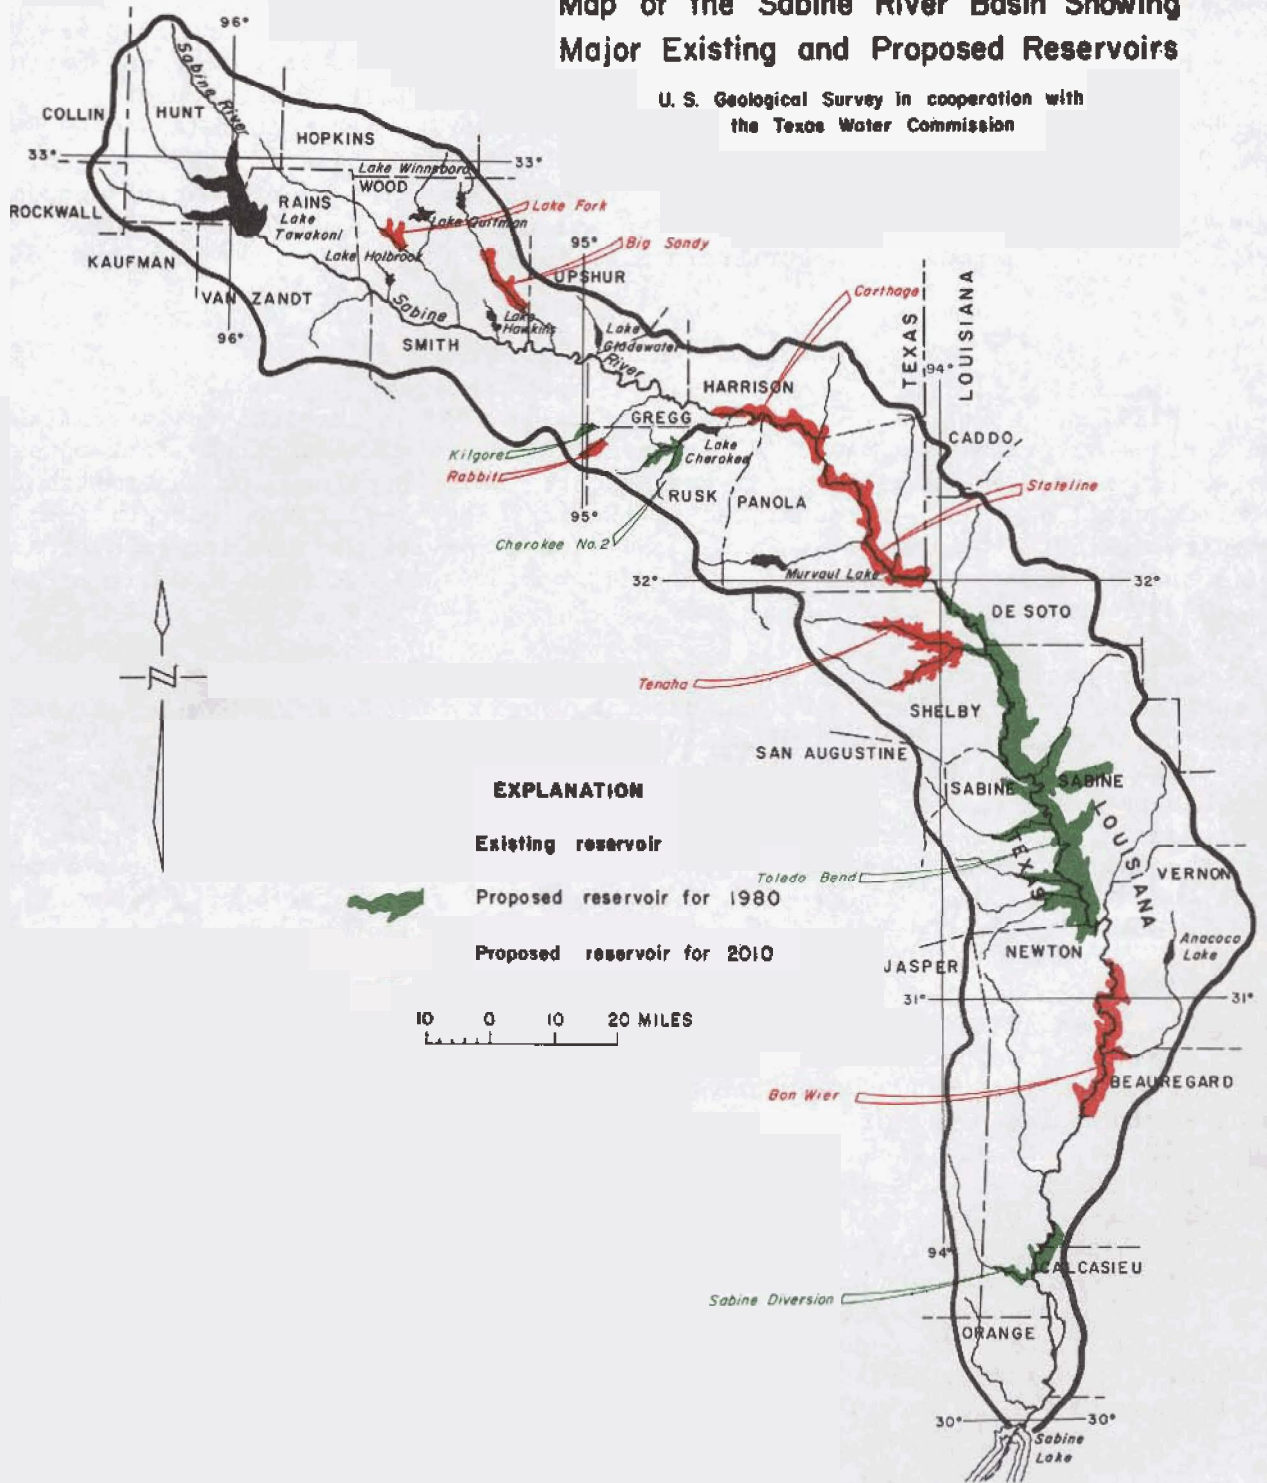 Map of the Sabine River Basin Showing
Major Existing and Proposed Reservoirs
U. S. Geological Survey in cooperation with
the Texas Water Commission
96°
Sabine River
COLLIN
HUNT
HOPKINS
33°
33°
Lake Winnsboro
WOOD
ROCKWALL
RAINS
Lake
Tawakoni
Lake Quitman
Lake Fork
KAUFMAN
Lake Holbrook
95°
Big Sandy
UPSHUR
VAN ZANDT
Sabine
Lake
Hawkins
Lake
Gladewater
96°
SMITH
River
Carthage
TEXAS
LOUISIANA
94°
HARRISON
GREGG
CADDO
Kilgore
Lake
Cherokee
Rabbit
RUSK
PANOLA
Stateline
95°
Cherokee No.2
32°
Murvaul Lake
32°
DE SOTO
N
Tenaha
SHELBY
SAN AUGUSTINE
SABINE
SABINE
TEXAS
LOUISIANA
Toledo Bend
VERNON
NEWTON
Anacoco
Lake
JASPER
31°
31°
EXPLANATION
Existing reservoir
Proposed reservoir for 1980
Proposed reservoir for 2010
10 0 10 20 MILES
Bon Wier
BEAUREGARD
94°
CALCASIEU
Sabine Diversion
ORANGE
30°
30°
Sabine
Lake